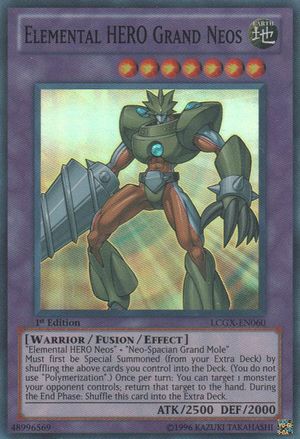 ELEMENTAL HERO GRAND NEOS
EARTH
地
1st Edition
LCGX-EN060
[WARRIOR / FUSION / EFFECT]
"Elemental HERO Neos" + "Neo-Spacian Grand Mole"
Must first be Special Summoned (from your Extra Deck) by
shuffling the above cards you control into the Deck. (You do not
use "Polymerization".) Once per turn: You can target 1 monster
your opponent controls; return that target to the hand. During
the End Phase: Shuffle this card into the Extra Deck.
ATK/2500 DEF/2000
48996569
©1996 KAZUKI TAKAHASHI